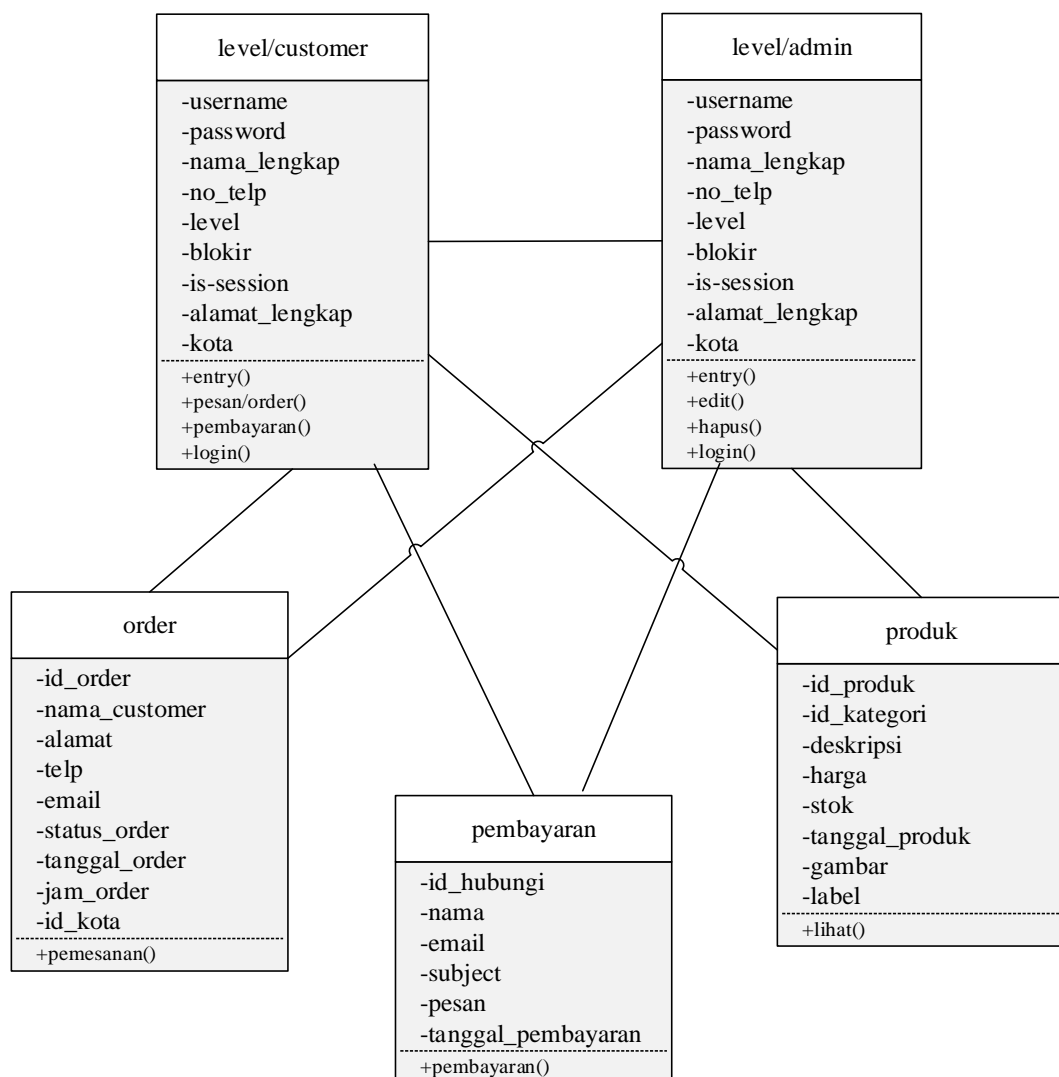 level/customer
-username
-password
-nama_lengkap
-no_telp
-level
-blokir
-is-session
-alamat_lengkap
-kota
+entry()
+pesan/order()
+pembayaran()
+login()
level/admin
-username
-password
-nama_lengkap
-no_telp
-level
-blokir
-is-session
-alamat_lengkap
-kota
+entry()
+edit()
+hapus()
+login()
order
-id_order
-nama_customer
-alamat
-telp
-email
-status_order
-tanggal_order
-jam_order
-id_kota
+pemesanan()
pembayaran
-id_hubungi
-nama
-email
-subject
-pesan
-tanggal_pembayaran
+pembayaran()
produk
-id_produk
-id_kategori
-deskripsi
-harga
-stok
-tanggal_produk
-gambar
-label
+lihat()